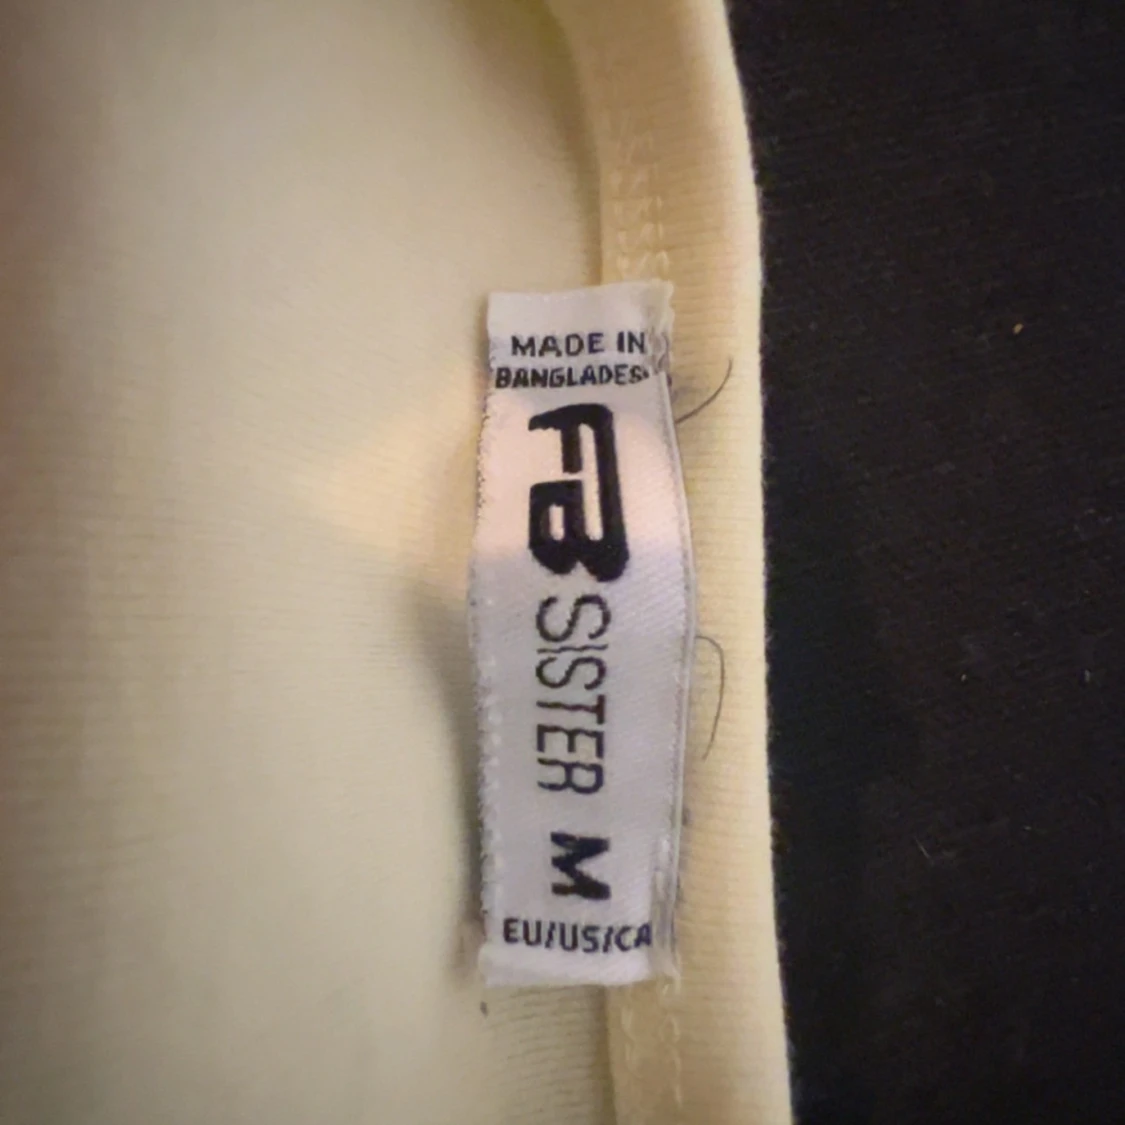 MADE IN
BANGLADES
FB SISTER M
EU/US/CA